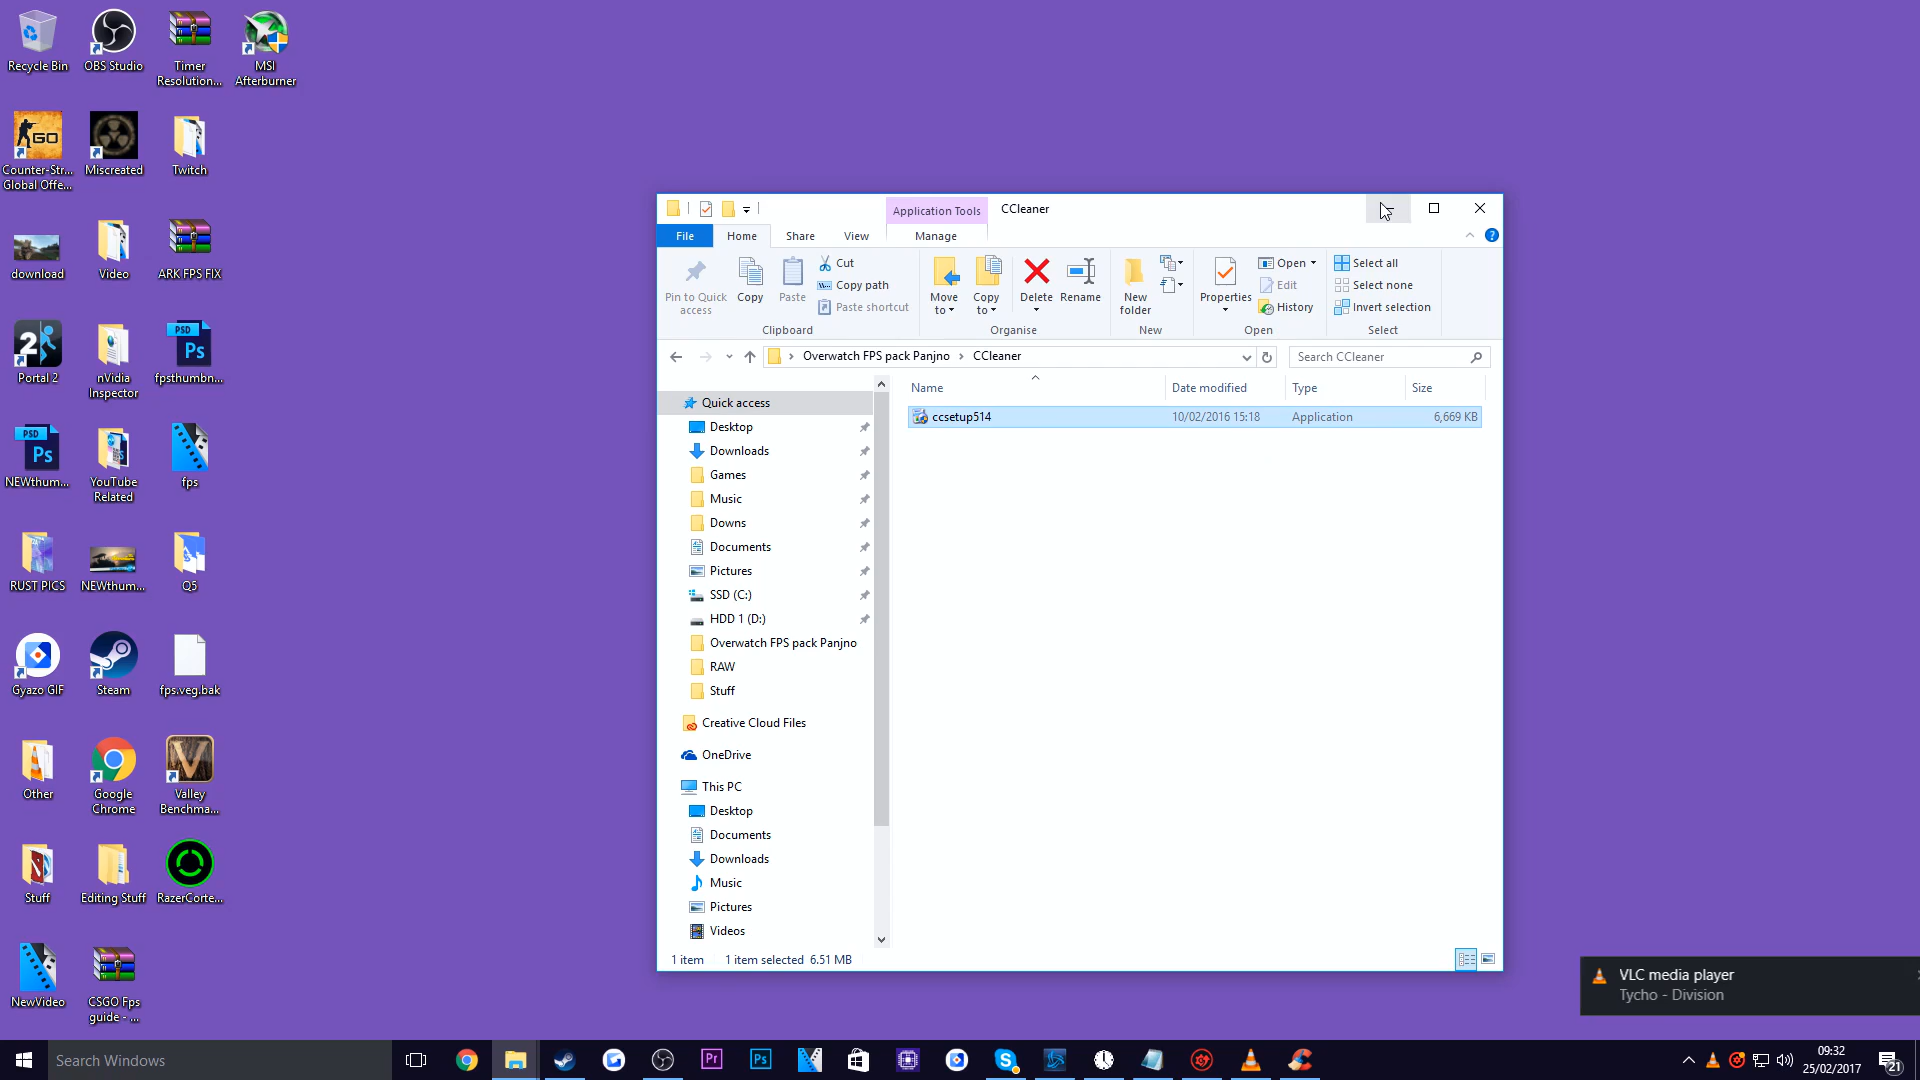 Recycle Bin
OBS Studio
Timer
Resolution...
MSI
Afterburner
GO
Counter-Str...
Global Offe...
Miscreated
Twitch
download
Video
ARK FPS FIX
2
Portal 2
nVidia
Inspector
PSD
Ps
fpsthumbn...
PSD
Ps
NEWthum...
YouTube
Related
fps
RUST PICS
NEWthum...
Q5
Gyazo GIF
Steam
fps.veg.bak
Other
Google
Chrome
V
Valley
Benchma...
Stuff
Editing Stuff
RazerCorte...
NewVideo
CSGO Fps
guide - ...
Application Tools
CCleaner
File
Home
Share
View
Manage
Pin to Quick
access
Copy
Paste
Cut
Copy path
Paste shortcut
Clipboard
Move
to
Copy
to
Delete
Rename
Organise
New
folder
New
Properties
Open
Edit
History
Open
Select all
Select none
Invert selection
Select
Overwatch FPS pack Panjno
CCleaner
Search CCleaner
Name
Date modified
Type
Size
ccsetup514
10/02/2016 15:18
Application
6,669 KB
Quick access
Desktop
Downloads
Games
Music
Downs
Documents
Pictures
SSD (C:)
HDD 1 (D:)
Overwatch FPS pack Panjno
RAW
Stuff
Creative Cloud Files
OneDrive
This PC
Desktop
Documents
Downloads
Music
Pictures
Videos
1 item
1 item selected 6.51 MB
VLC media player
Tycho - Division
Search Windows
Pr
Ps
09:32
25/02/2017
21